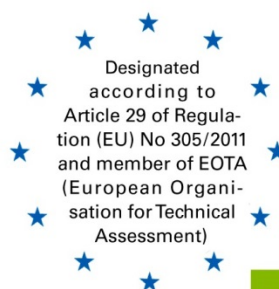 Designated
according to
Article 29 of Regula-
tion (EU) No 305/2011
and member of EOTA
(European Organi-
sation for Technical
Assessment)